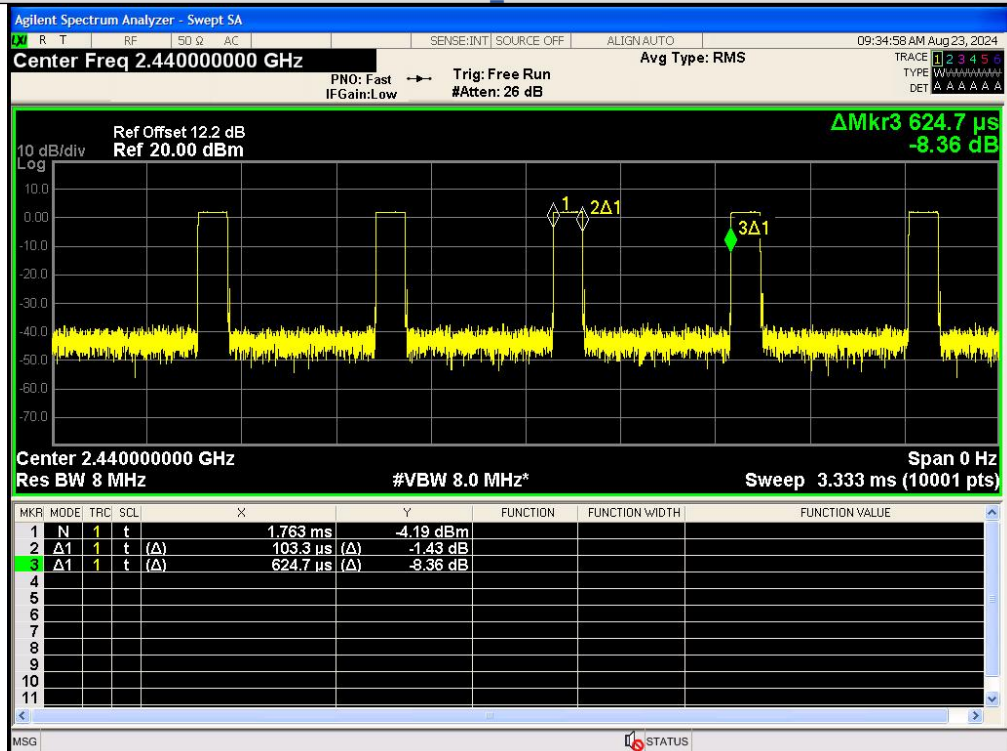 Agilent Spectrum Analyzer - Swept SA
LXI R T RF 50 Ω AC SENSE:INT SOURCE OFF ALIGN AUTO 09:34:58 AM Aug 23, 2024
Center Freq 2.440000000 GHz
Avg Type: RMS
TRACE 1 2 3 4 5 6
PNO: Fast Trig: Free Run
TYPE W
IFGain:Low #Atten: 26 dB
DET A A A A A A
ΔMkr3 624.7 µs
-8.36 dB
Ref Offset 12.2 dB
10 dB/div Ref 20.00 dBm
Log
10.0
0.00
-10.0
-20.0
-30.0
-40.0
-50.0
-60.0
-70.0
1
2Δ1
3Δ1
Center 2.440000000 GHz Span 0 Hz
Res BW 8 MHz #VBW 8.0 MHz* Sweep 3.333 ms (10001 pts)
MKR MODE TRC SCL X Y FUNCTION FUNCTION WIDTH FUNCTION VALUE
1 N 1 t 1.763 ms -4.19 dBm
2 Δ1 1 t (Δ) 103.3 µs (Δ) -1.43 dB
3 Δ1 1 t (Δ) 624.7 µs (Δ) -8.36 dB
4
5
6
7
8
9
10
11
MSG STATUS